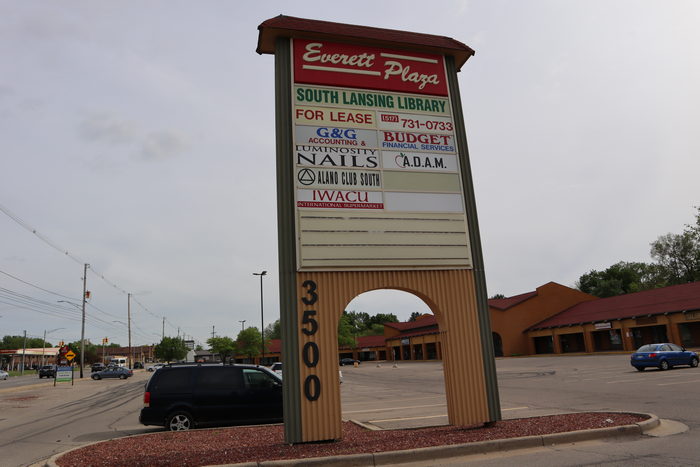 Everett Plaza
SOUTH LANSING LIBRARY
FOR LEASE (517) 731-0733
G&G
ACCOUNTING &
BUDGET
FINANCIAL SERVICES
LUMINOSITY
NAILS
A.D.A.M.
ALANO CLUB SOUTH
IWACU
INTERNATIONAL SUPERMARKET
3500